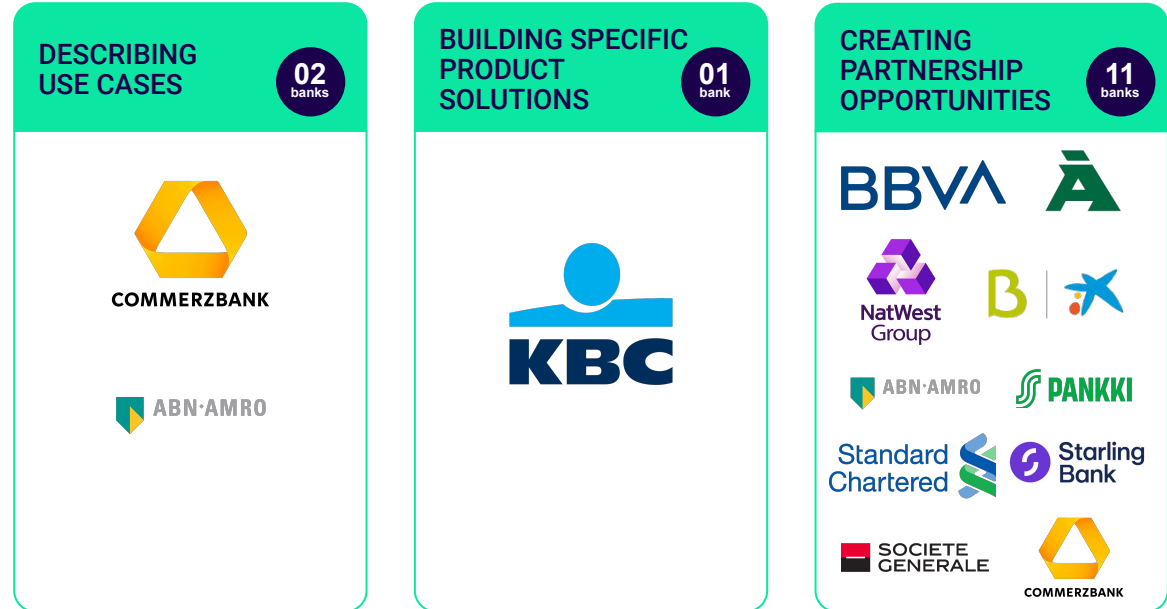 DESCRIBING
USE CASES
02
banks
COMMERZBANK
ABN·AMRO
BUILDING SPECIFIC
PRODUCT
SOLUTIONS
01
bank
KBC
CREATING
PARTNERSHIP
OPPORTUNITIES
11
banks
BBVA
À
NatWest
Group
B
ABN·AMRO
S PANKKI
Standard
Chartered
Starling
Bank
SOCIETE
GENERALE
COMMERZBANK